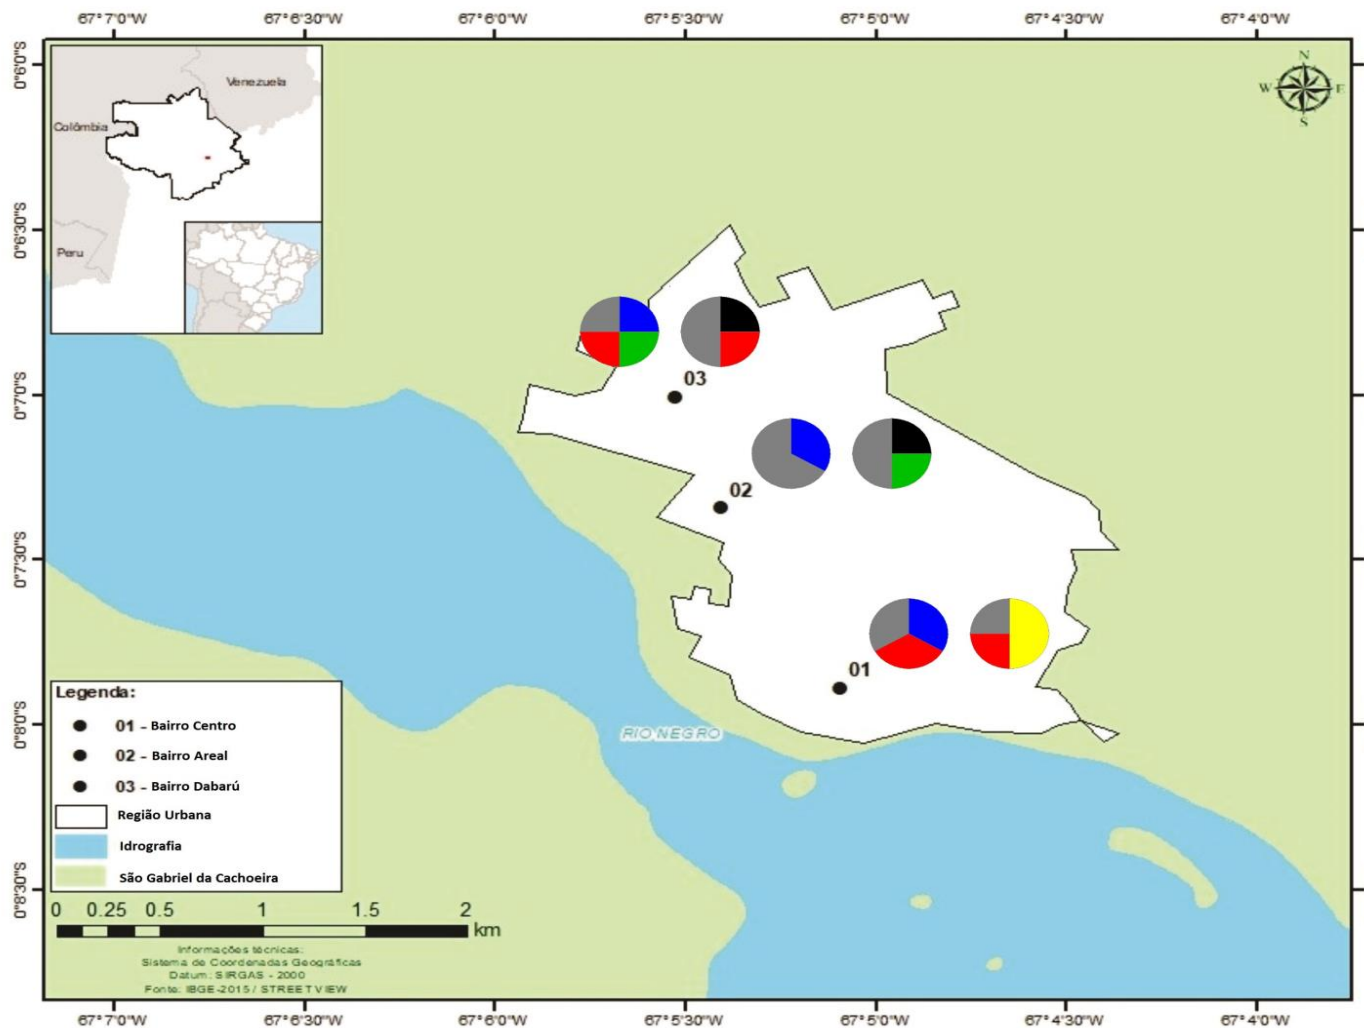 67°7'0"W 67°6'30"W 67°6'0"W 67°5'30"W 67°5'0"W 67°4'30"W 67°4'0"W
0°6'0"S
0°6'30"S
0°7'0"S
0°7'30"S
0°8'0"S
0°8'30"S
Venezuela
Colômbia
Peru
N
W E
S
03
02
01
RIO NEGRO
Legenda:
01 - Bairro Centro
02 - Bairro Areal
03 - Bairro Dabarú
Região Urbana
Idrografia
São Gabriel da Cachoeira
0 0.25 0.5 1 1.5 2
km
Informações técnicas:
Sistema de Coordenadas Geográficas
Datum: SIRGAS - 2000
Fonte: IBGE-2015 / STREET VIEW
67°7'0"W 67°6'30"W 67°6'0"W 67°5'30"W 67°5'0"W 67°4'30"W 67°4'0"W